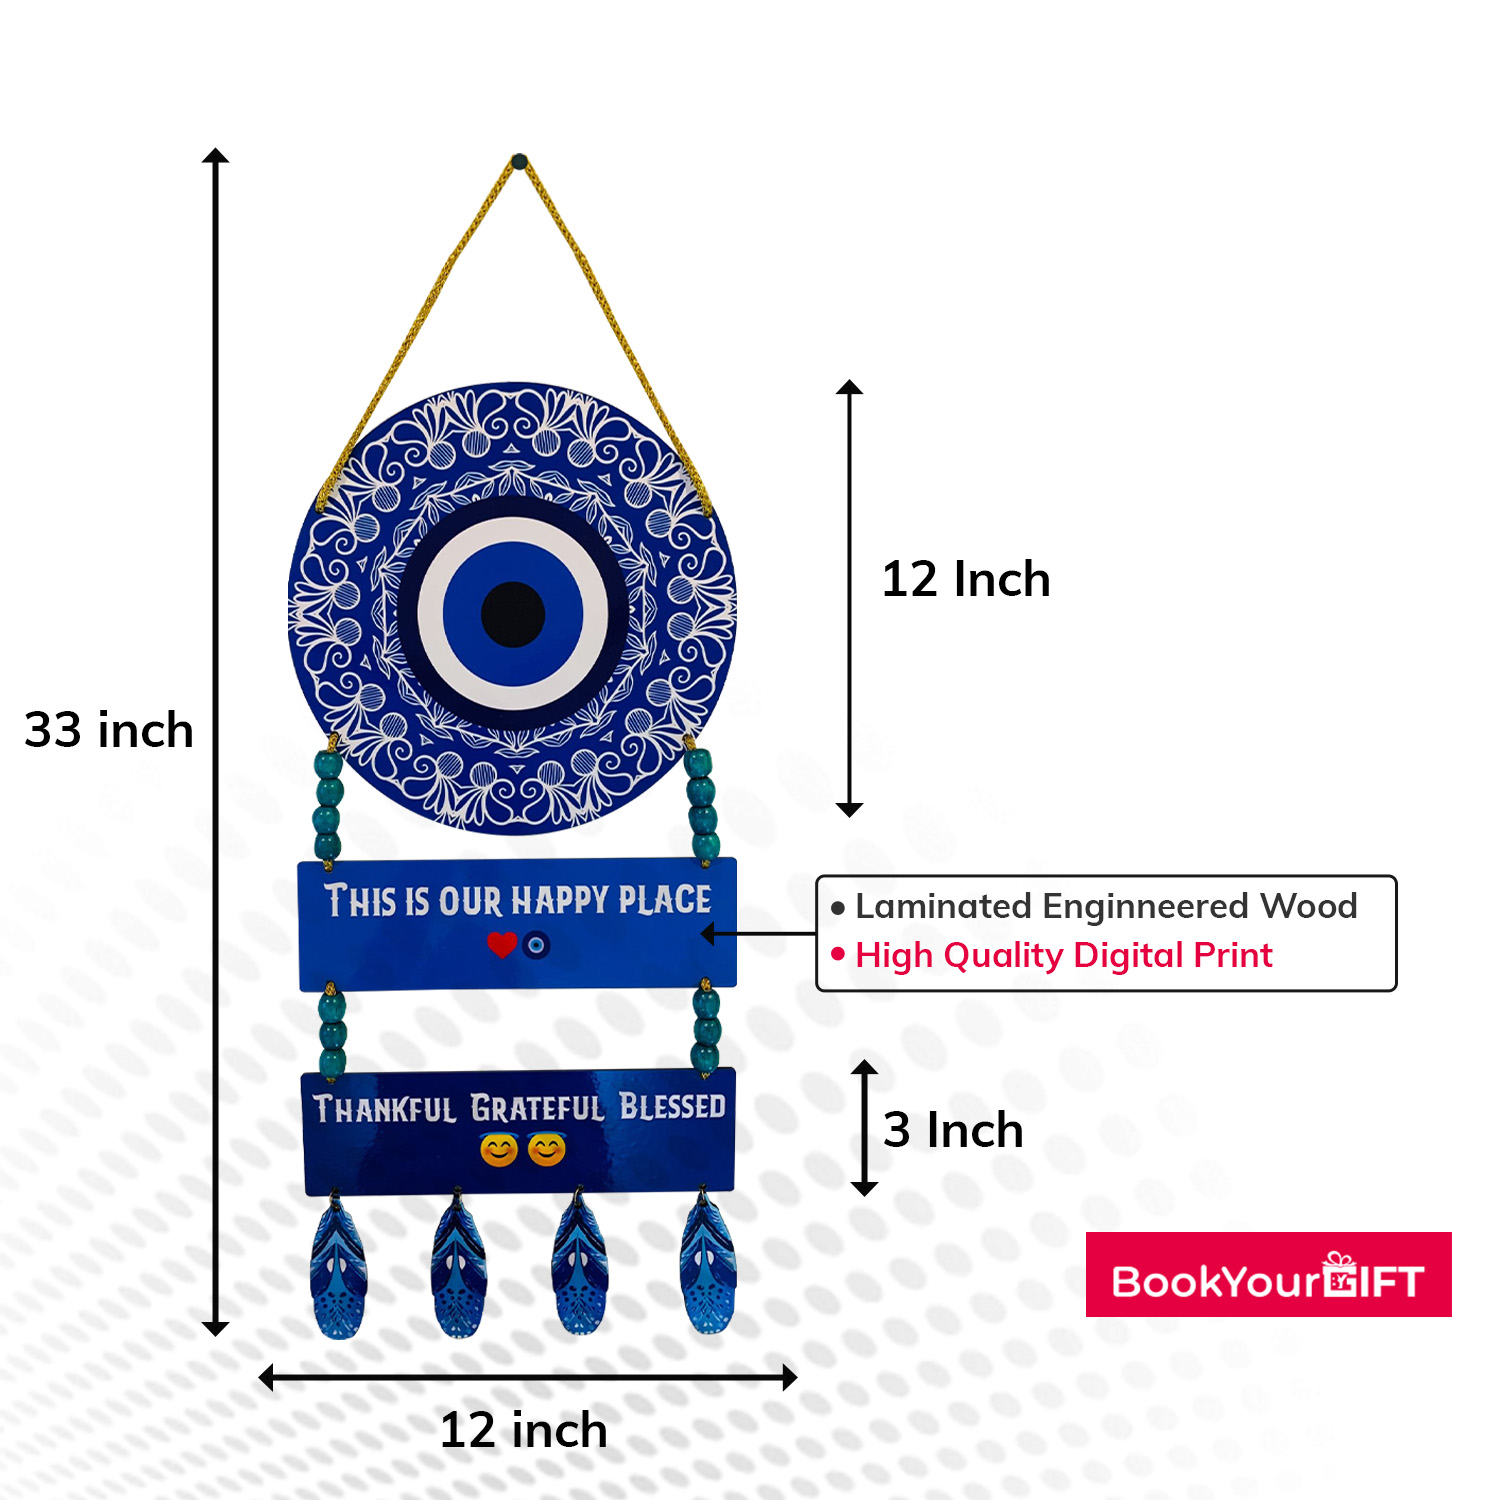 33 inch
12 Inch
THIS IS OUR HAPPY PLACE
• Laminated Enginneered Wood
• High Quality Digital Print
THANKFUL GRATEFUL BLESSED
3 Inch
BookYourGIFT
12 inch